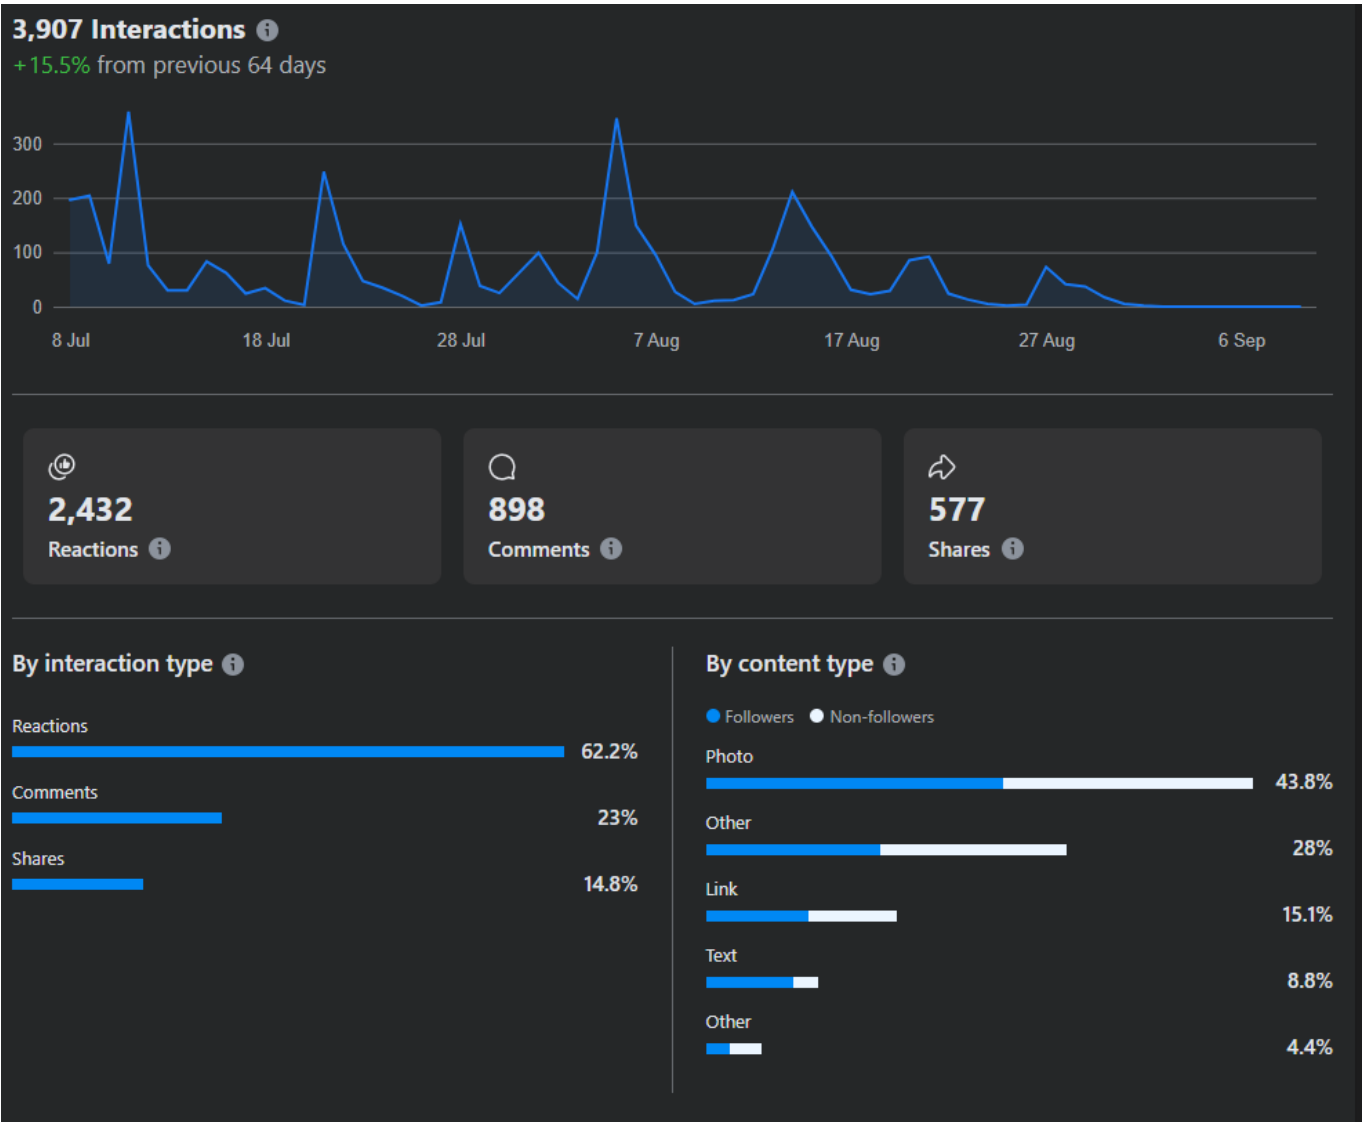 3,907 Interactions
+15.5% from previous 64 days
300
200
100
0
8 Jul 18 Jul 28 Jul 7 Aug 17 Aug 27 Aug 6 Sep
2,432
Reactions
898
Comments
577
Shares
By interaction type
Reactions
62.2%
Comments
23%
Shares
14.8%
By content type
Followers Non-followers
Photo
43.8%
Other
28%
Link
15.1%
Text
8.8%
Other
4.4%